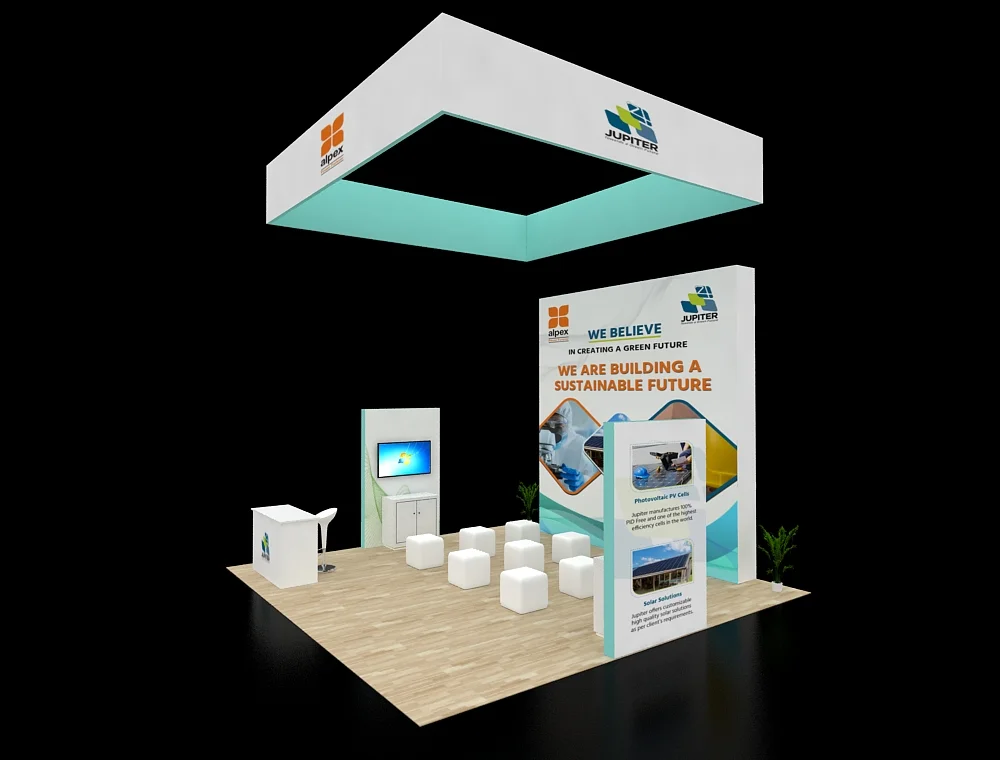 alpex
JUPITER
alpex
JUPITER
WE BELIEVE
IN CREATING A GREEN FUTURE
WE ARE BUILDING A
SUSTAINABLE FUTURE
Photovoltaic PV Cells
Jupiter manufactures 100%
PID Free and one of the highest
efficiency cells in the world.
Solar Solutions
Jupiter offers customizable
high quality solar solutions
as per client's requirements.